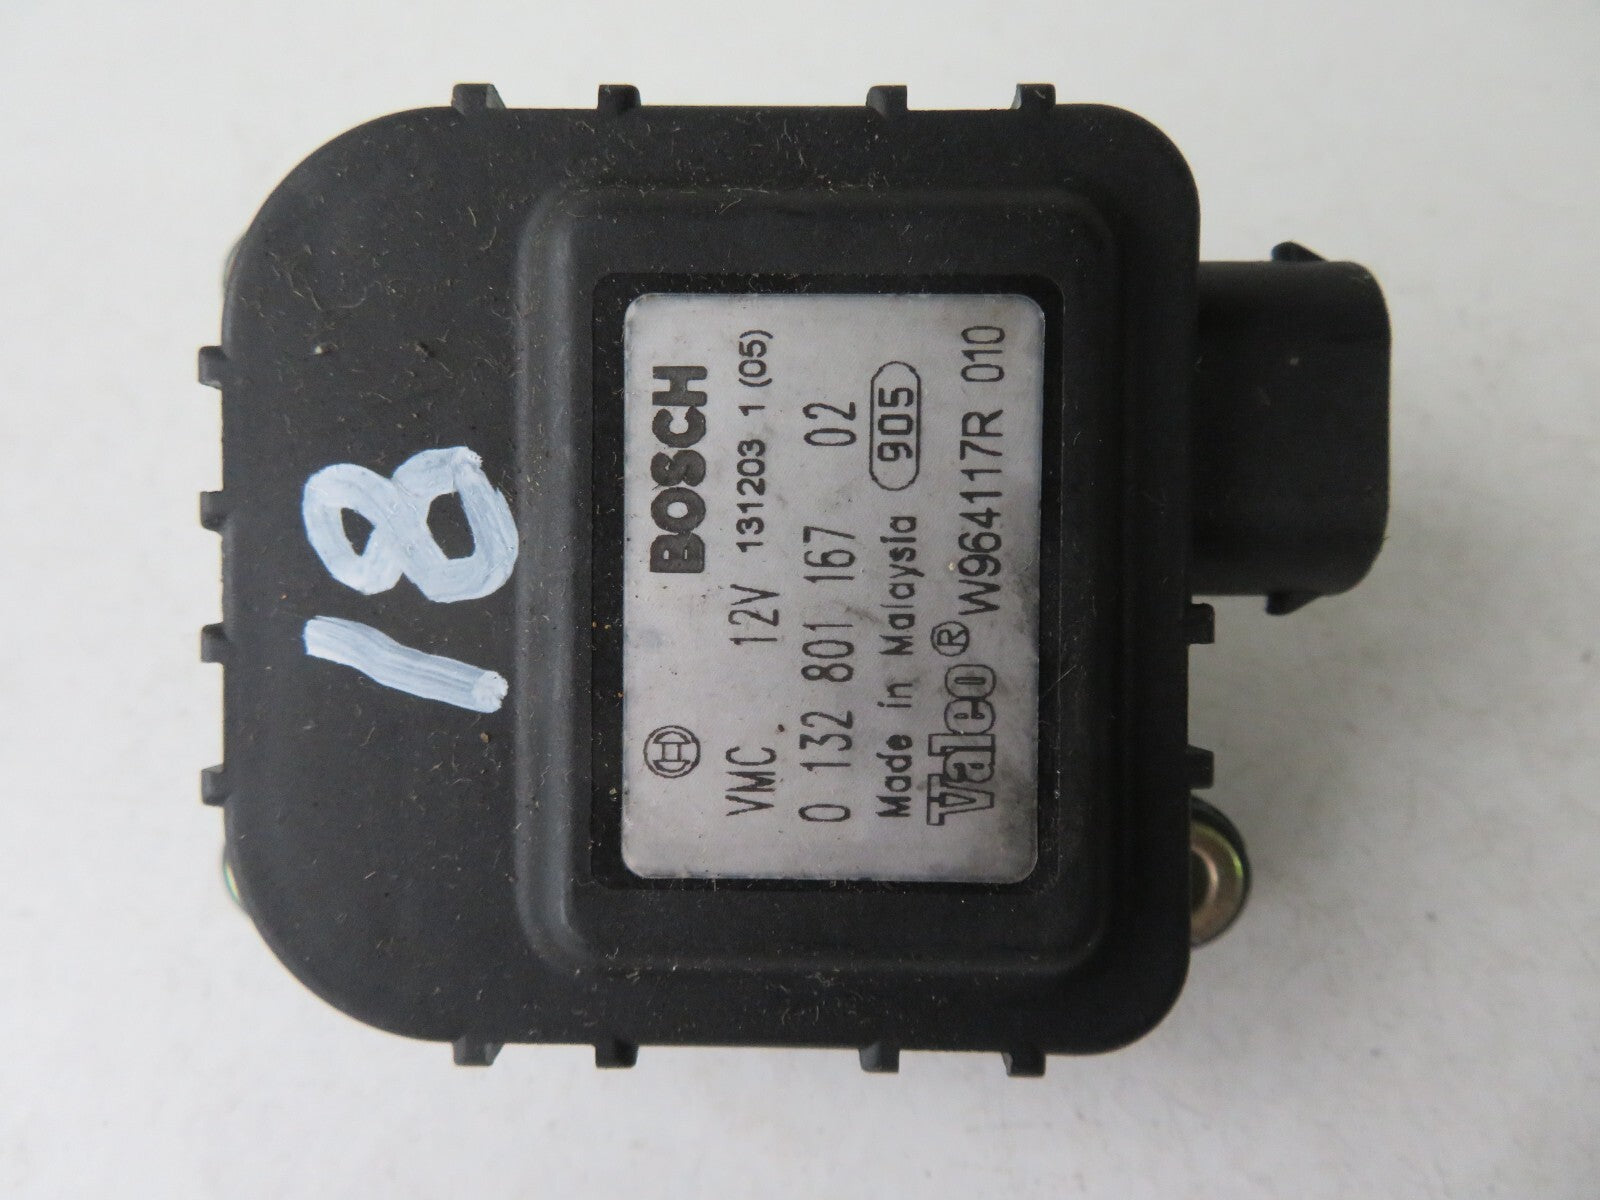 18
BOSCH
VMC 12V 131203 1 (05)
0 132 801 167 02
Made in Malaysia 905
Valeo® W964117R 010